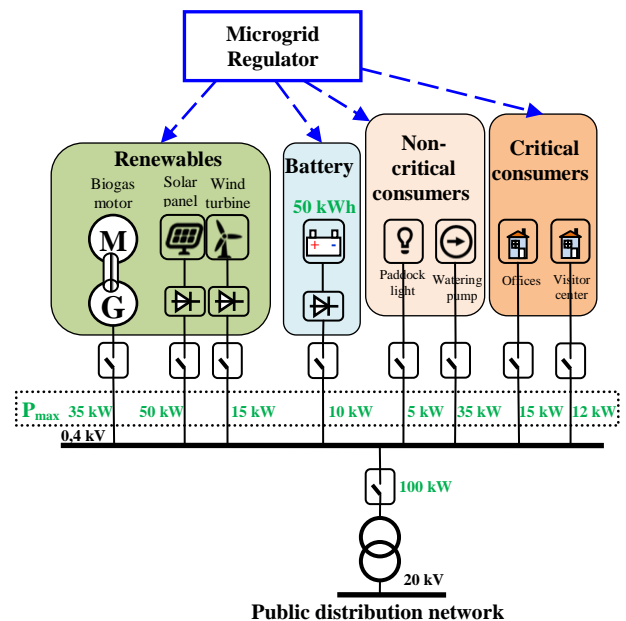 Microgrid
Regulator
Renewables
Biogas
motor
Solar
panel
Wind
turbine
M
G
Battery
50 kWh
Non-
critical
consumers
Paddock
light
Watering
pump
Critical
consumers
Offices
Visitor
center
Pmax 35 kW 50 kW 15 kW 10 kW 5 kW 35 kW 15 kW 12 kW
0,4 kV
100 kW
20 kV
Public distribution network